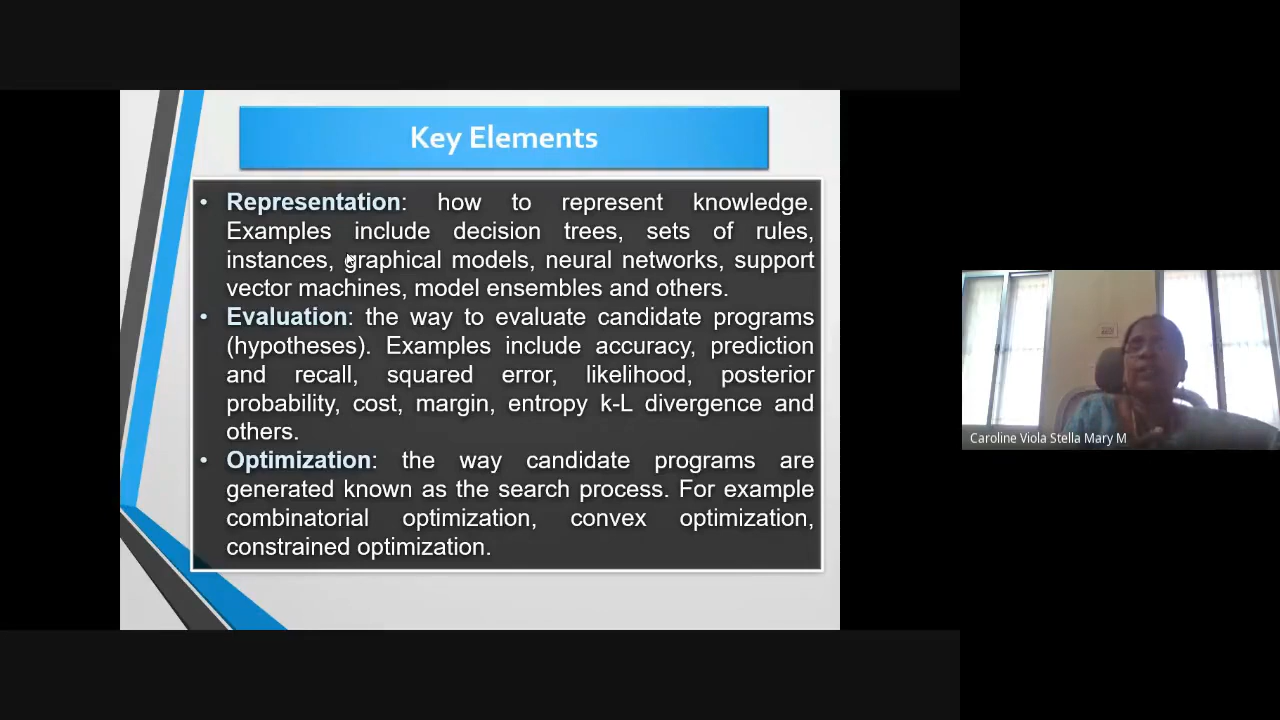 Key Elements
• Representation: how to represent knowledge.
Examples include decision trees, sets of rules,
instances, graphical models, neural networks, support
vector machines, model ensembles and others.
• Evaluation: the way to evaluate candidate programs
(hypotheses). Examples include accuracy, prediction
and recall, squared error, likelihood, posterior
probability, cost, margin, entropy k-L divergence and
others.
• Optimization: the way candidate programs are
generated known as the search process. For example
combinatorial optimization, convex optimization,
constrained optimization.
Caroline Viola Stella Mary M